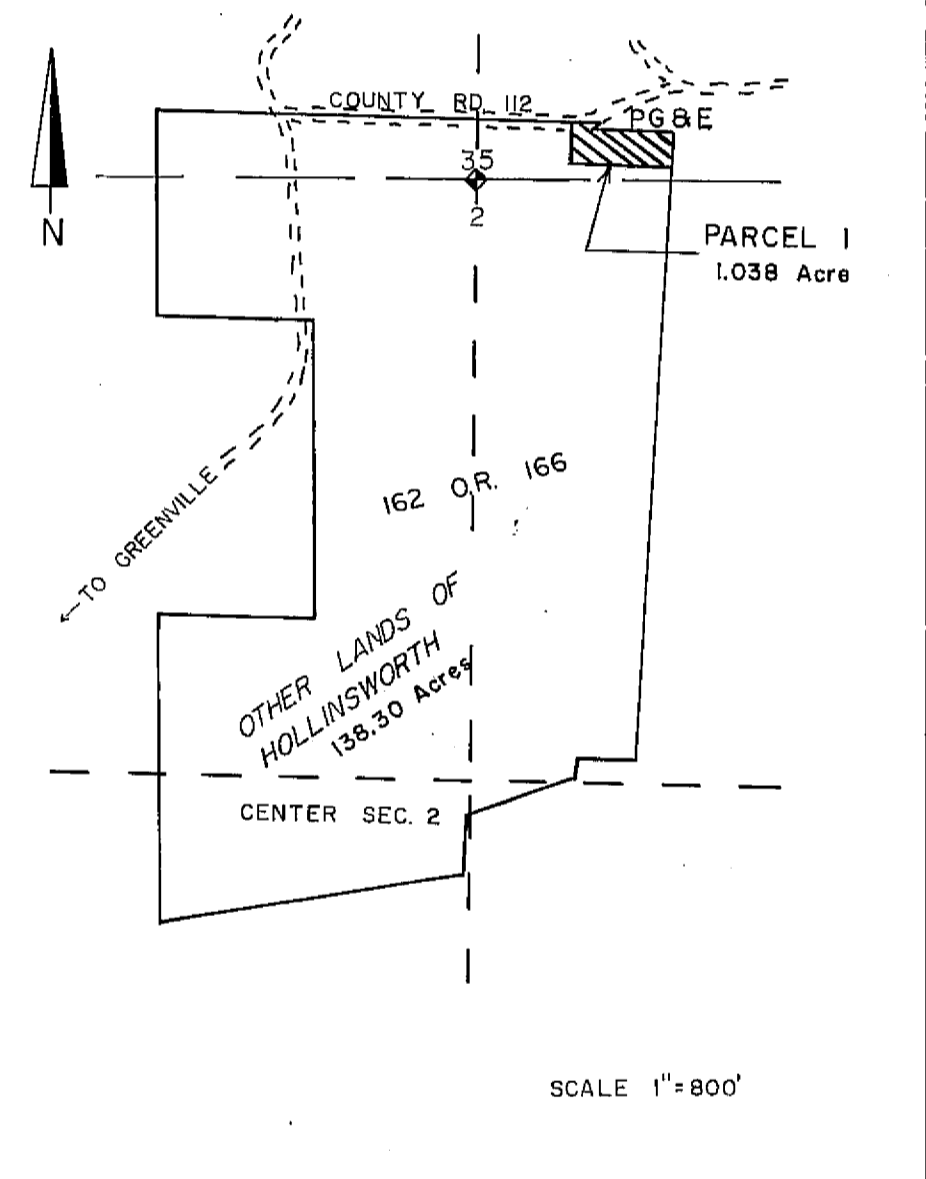 COUNTY RD. 112
PG&E
35
2
N
PARCEL 1
1.038 Acre
162 O.R. 166
←TO GREENVILLE
OTHER LANDS OF
HOLLINSWORTH
138.30 Acres
CENTER SEC. 2
SCALE 1"=800'